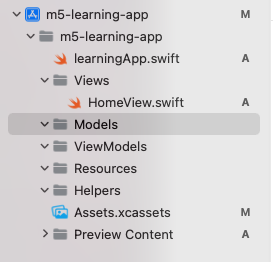 m5-learning-app M
m5-learning-app
learningApp.swift A
Views
HomeView.swift A
Models
ViewModels
Resources
Helpers
Assets.xcassets M
Preview Content A